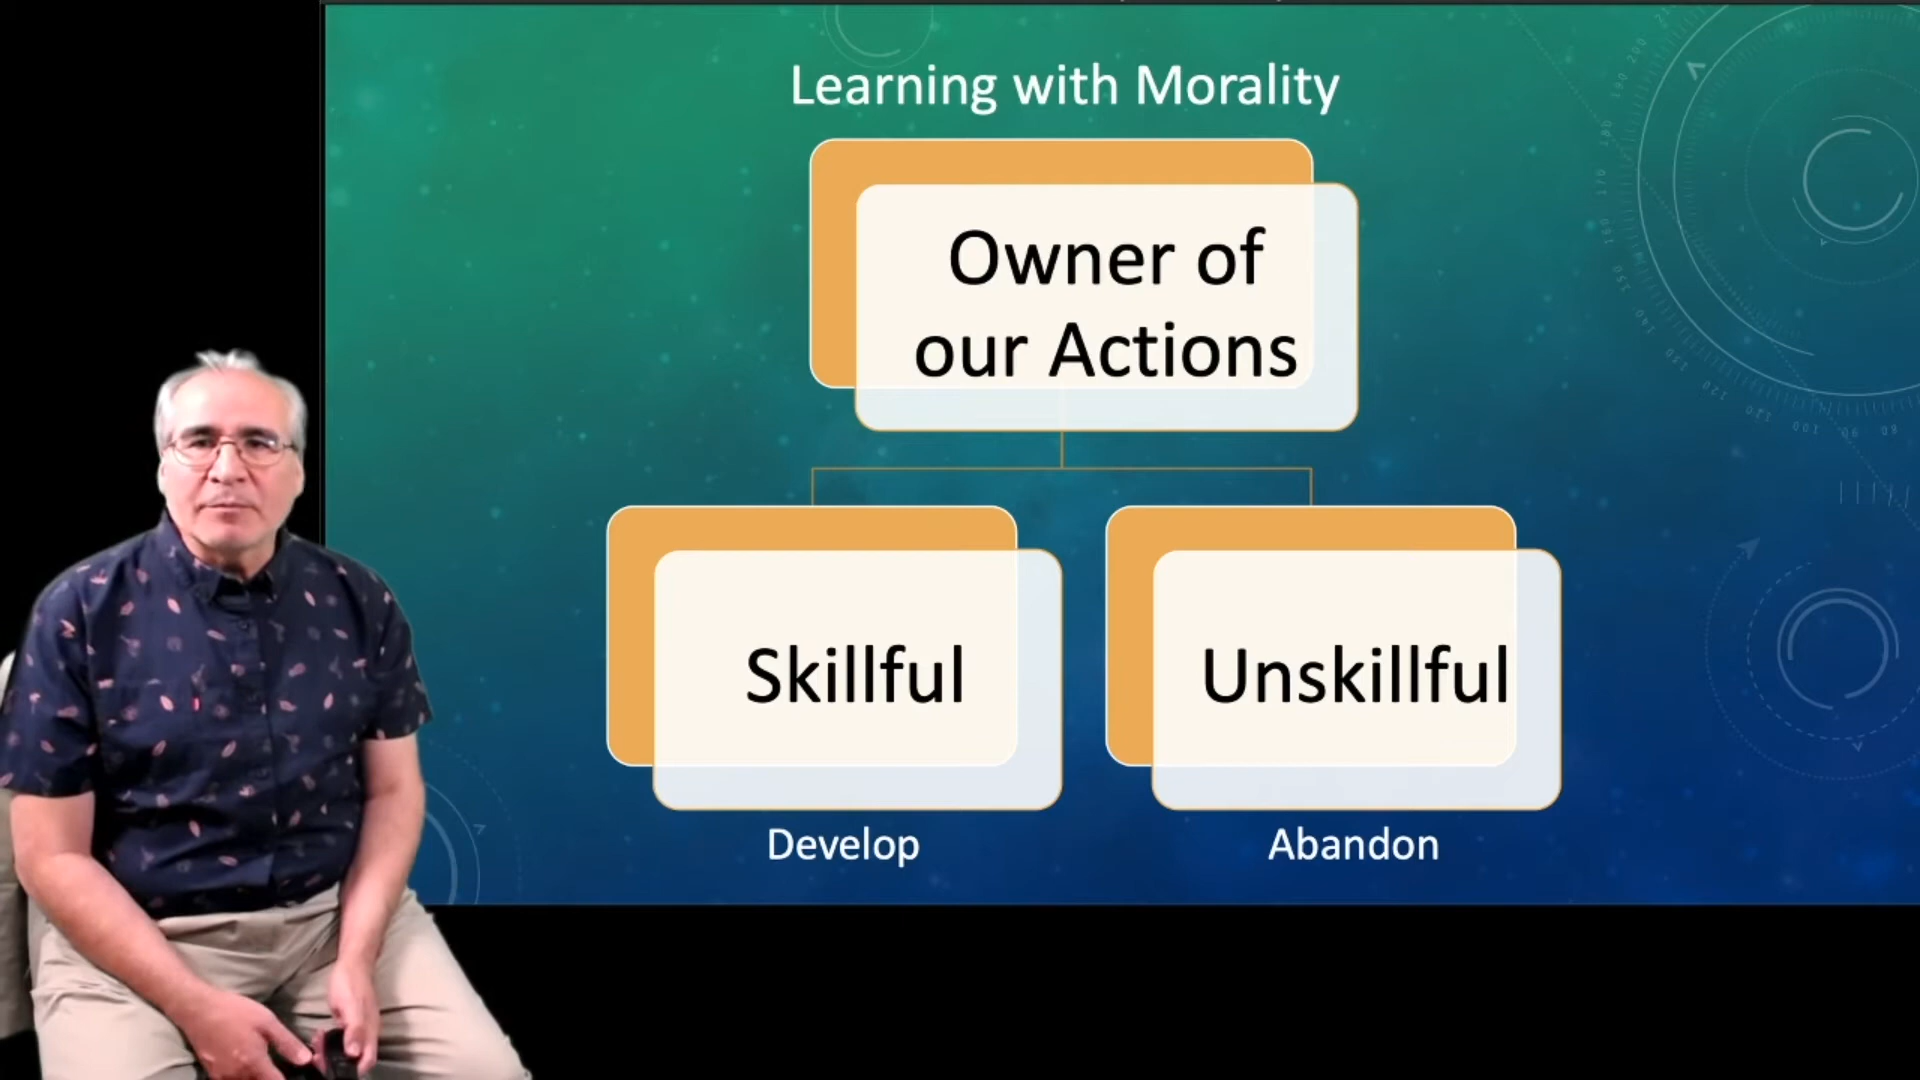 Learning with Morality
Owner of
our Actions
Skillful
Unskillful
Develop
Abandon